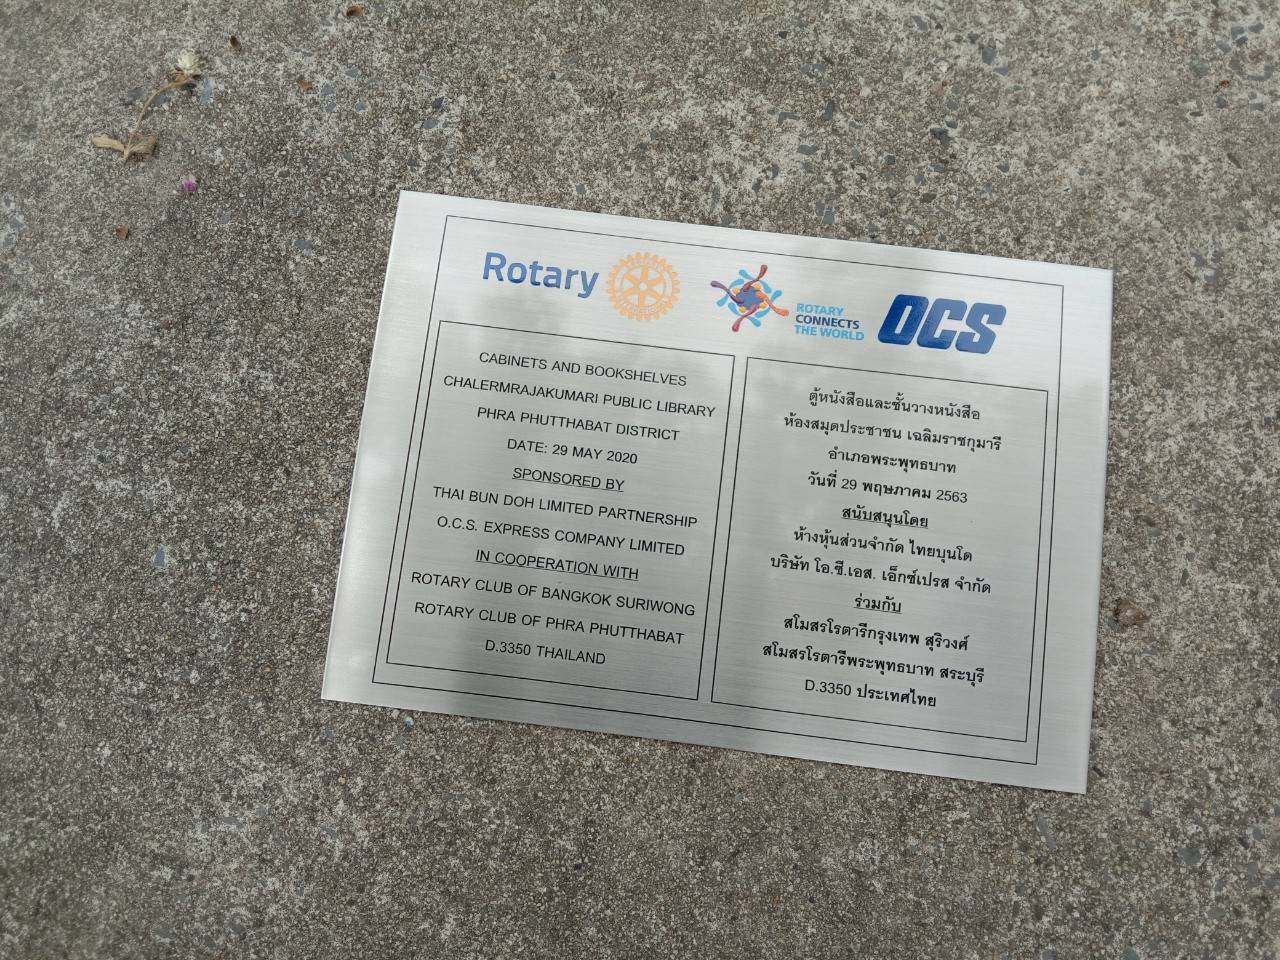 Rotary
ROTARY
CONNECTS
THE WORLD
OCS
CABINETS AND BOOKSHELVES
CHALERMRAJAKUMARI PUBLIC LIBRARY
PHRA PHUTTHABAT DISTRICT
DATE: 29 MAY 2020
SPONSORED BY
THAI BUN DOH LIMITED PARTNERSHIP
O.C.S. EXPRESS COMPANY LIMITED
IN COOPERATION WITH
ROTARY CLUB OF BANGKOK SURIWONG
ROTARY CLUB OF PHRA PHUTTHABAT
D.3350 THAILAND
ตู้หนังสือและชั้นวางหนังสือ
ห้องสมุดประชาชน เฉลิมราชกุมารี
อำเภอพระพุทธบาท
วันที่ 29 พฤษภาคม 2563
สนับสนุนโดย
ห้างหุ้นส่วนจำกัด ไทยบุนโด
บริษัท โอ.ซี.เอส. เอ็กซ์เปรส จำกัด
ร่วมกับ
สโมสรโรตารีกรุงเทพ สุริวงศ์
สโมสรโรตารีพระพุทธบาท สระบุรี
D.3350 ประเทศไทย